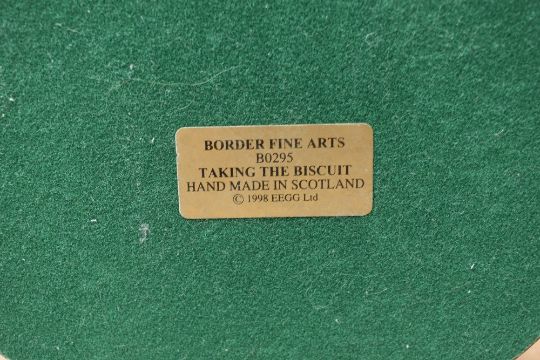 BORDER FINE ARTS
B0295
TAKING THE BISCUIT
HAND MADE IN SCOTLAND
© 1998 EEGG Ltd